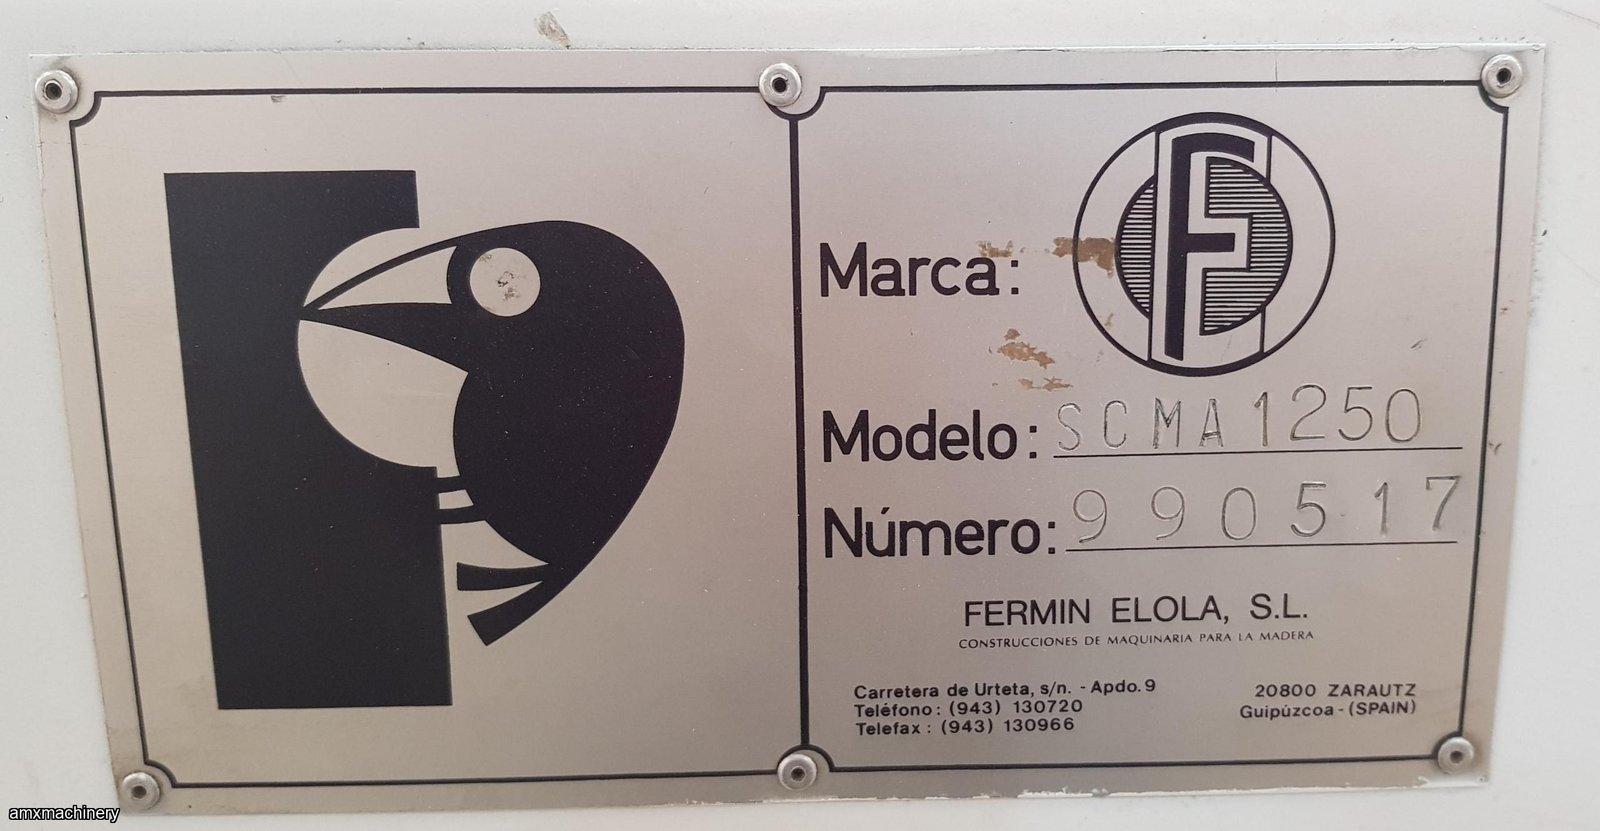 Marca: FE
Modelo: SCMA 1250
Número: 990517
FERMIN ELOLA, S.L.
CONSTRUCCIONES DE MAQUINARIA PARA LA MADERA
Carretera de Urteta, s/n. - Apdo. 9
Teléfono: (943) 130720
Telefax: (943) 130966
20800 ZARAUTZ
Guipúzcoa - (SPAIN)
amxmachinery